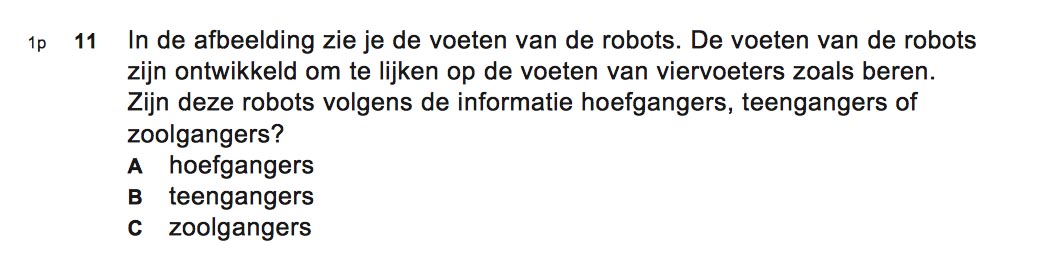 1p 11 In de afbeelding zie je de voeten van de robots. De voeten van de robots
zijn ontwikkeld om te lijken op de voeten van viervoeters zoals beren.
Zijn deze robots volgens de informatie hoefgangers, teengangers of
zoolgangers?
A hoefgangers
B teengangers
C zoolgangers